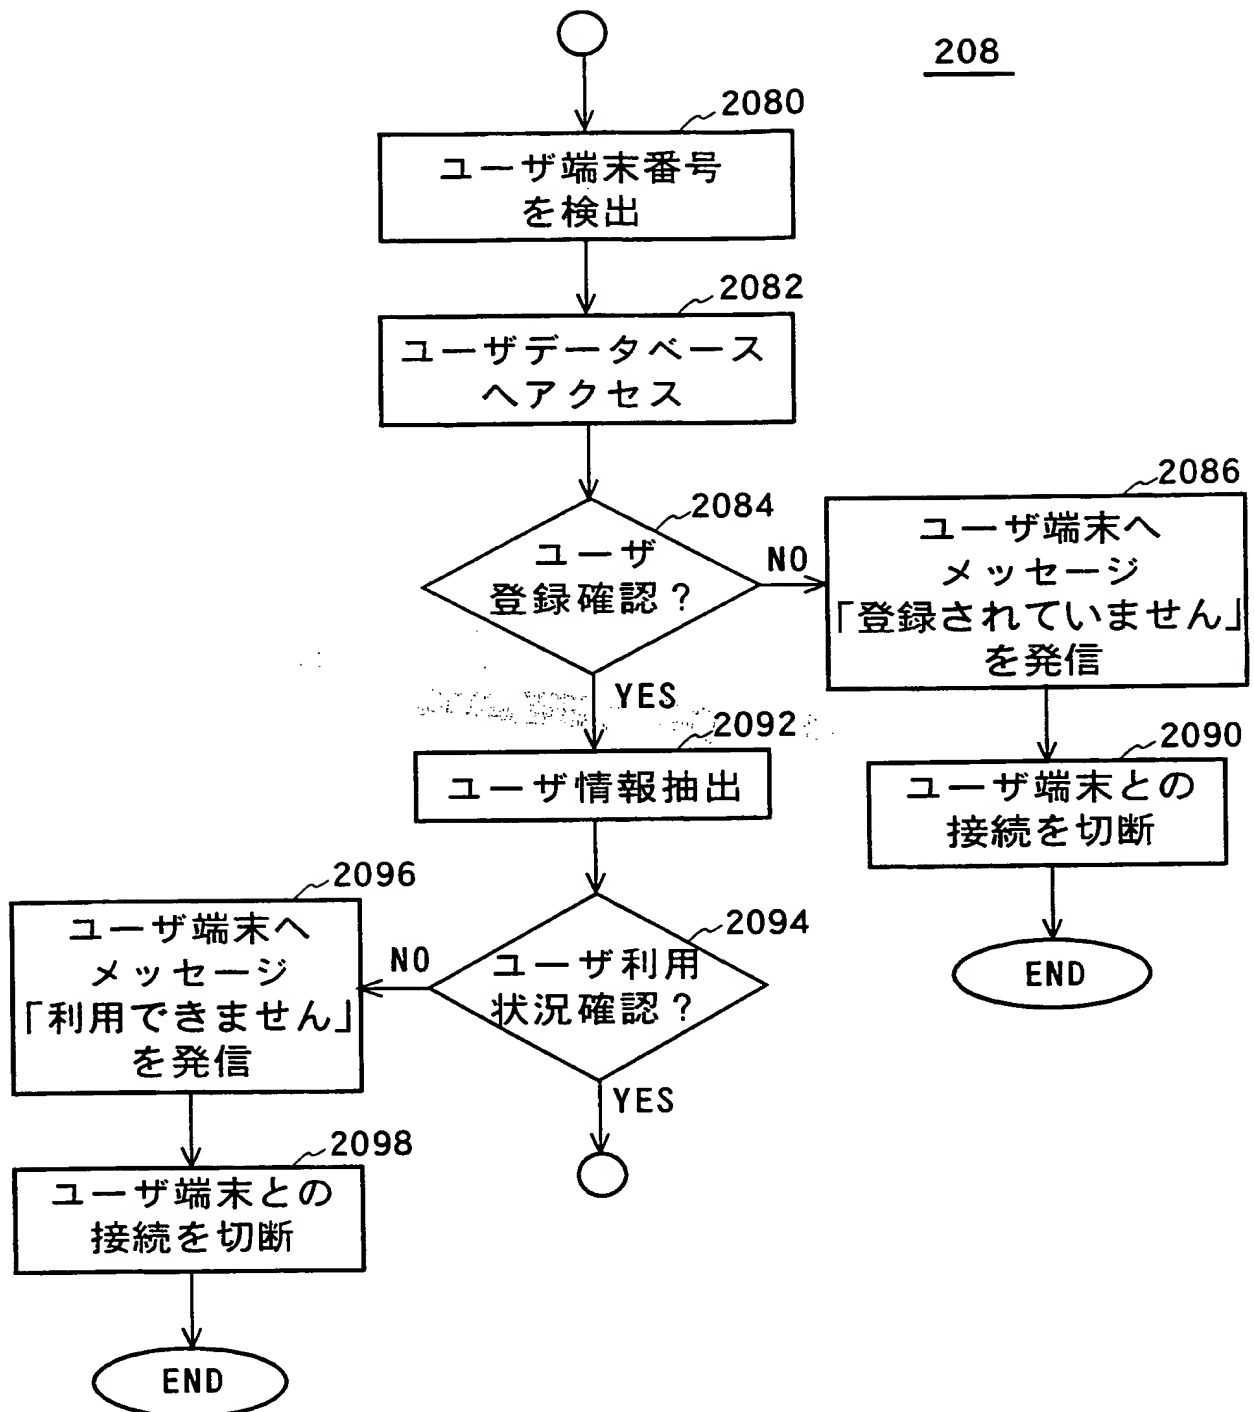 208
2080
ユーザ端末番号
を検出
2082
ユーザデータベース
へアクセス
2084
ユーザ
登録確認?
NO
2086
ユーザ端末へ
メッセージ
「登録されていません」
を発信
YES
2092
ユーザ情報抽出
2090
ユーザ端末との
接続を切断
END
2094
ユーザ利用
状況確認?
NO
2096
ユーザ端末へ
メッセージ
「利用できません」
を発信
YES
2098
ユーザ端末との
接続を切断
END